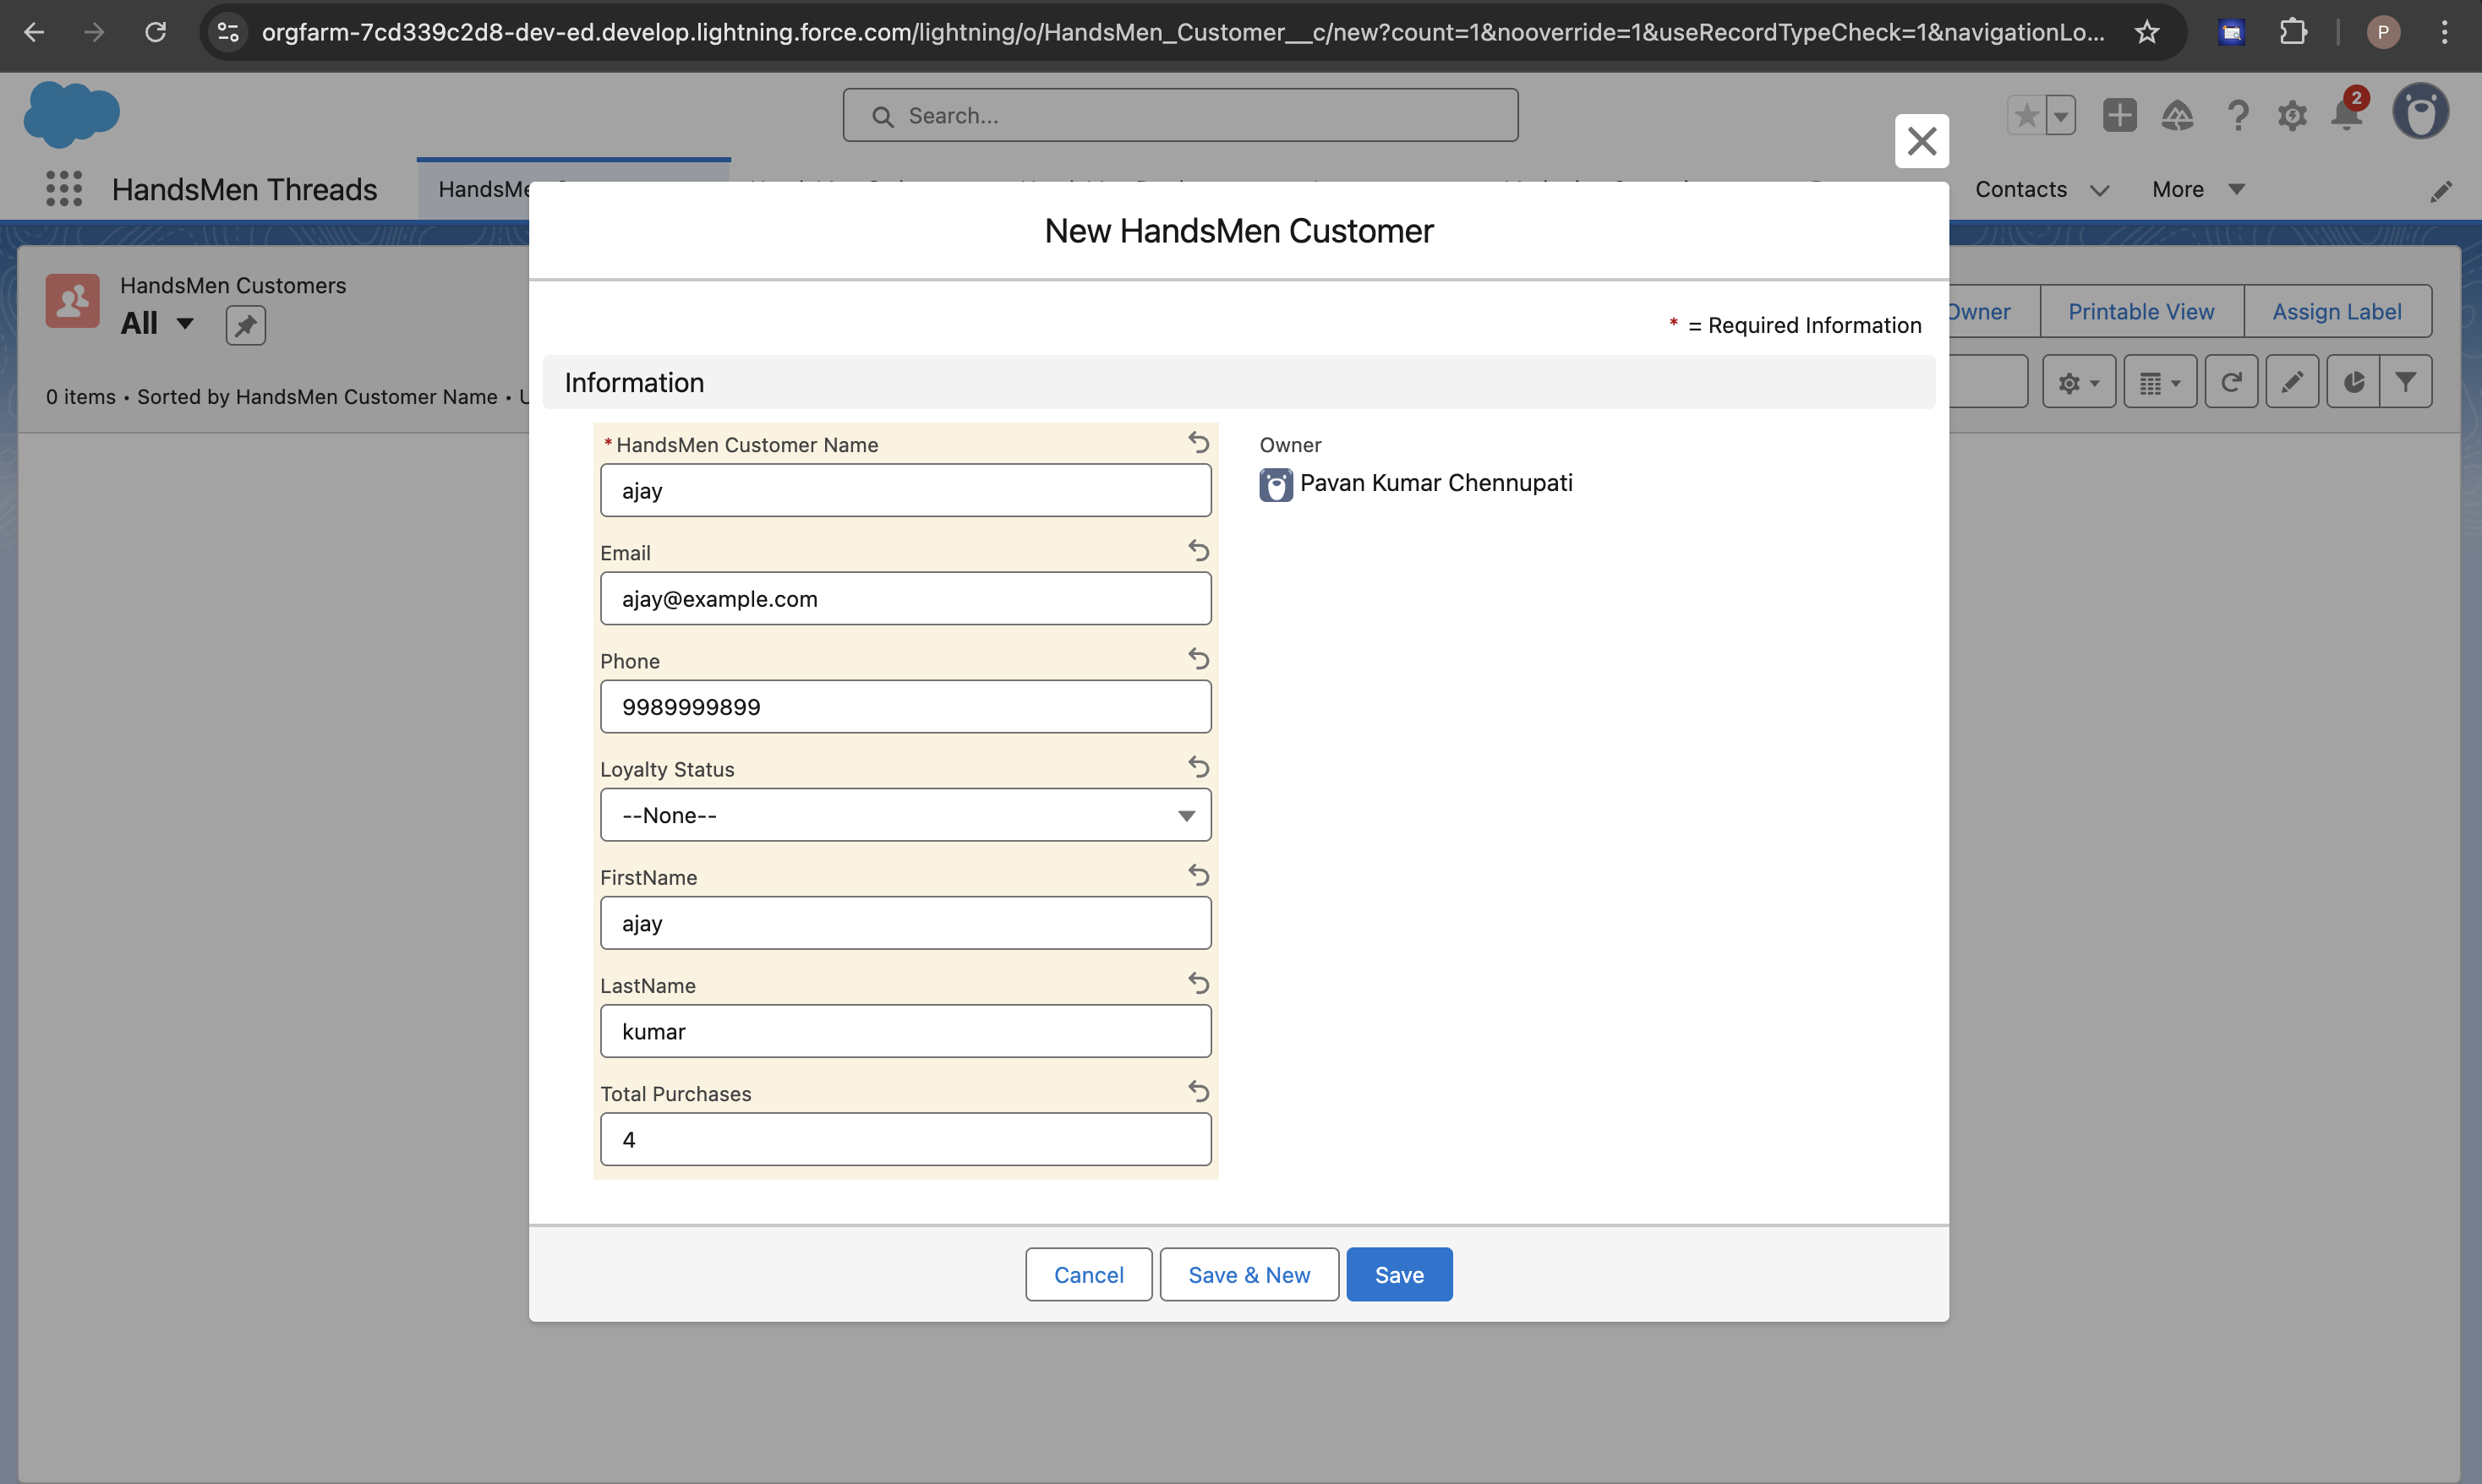 orgfarm-7cd339c2d8-dev-ed.develop.lightning.force.com/lightning/o/HandsMen_Customer__c/new?count=1&nooverride=1&useRecordTypeCheck=1&navigationLo...
P
Search...
2
HandsMen Threads
Contacts
More
New HandsMen Customer
HandsMen Customers
All
Owner
Printable View
Assign Label
* = Required Information
Information
0 items • Sorted by HandsMen Customer Name •
* HandsMen Customer Name
ajay
Owner
Pavan Kumar Chennupati
Email
ajay@example.com
Phone
9989999899
Loyalty Status
--None--
FirstName
ajay
LastName
kumar
Total Purchases
4
Cancel
Save & New
Save